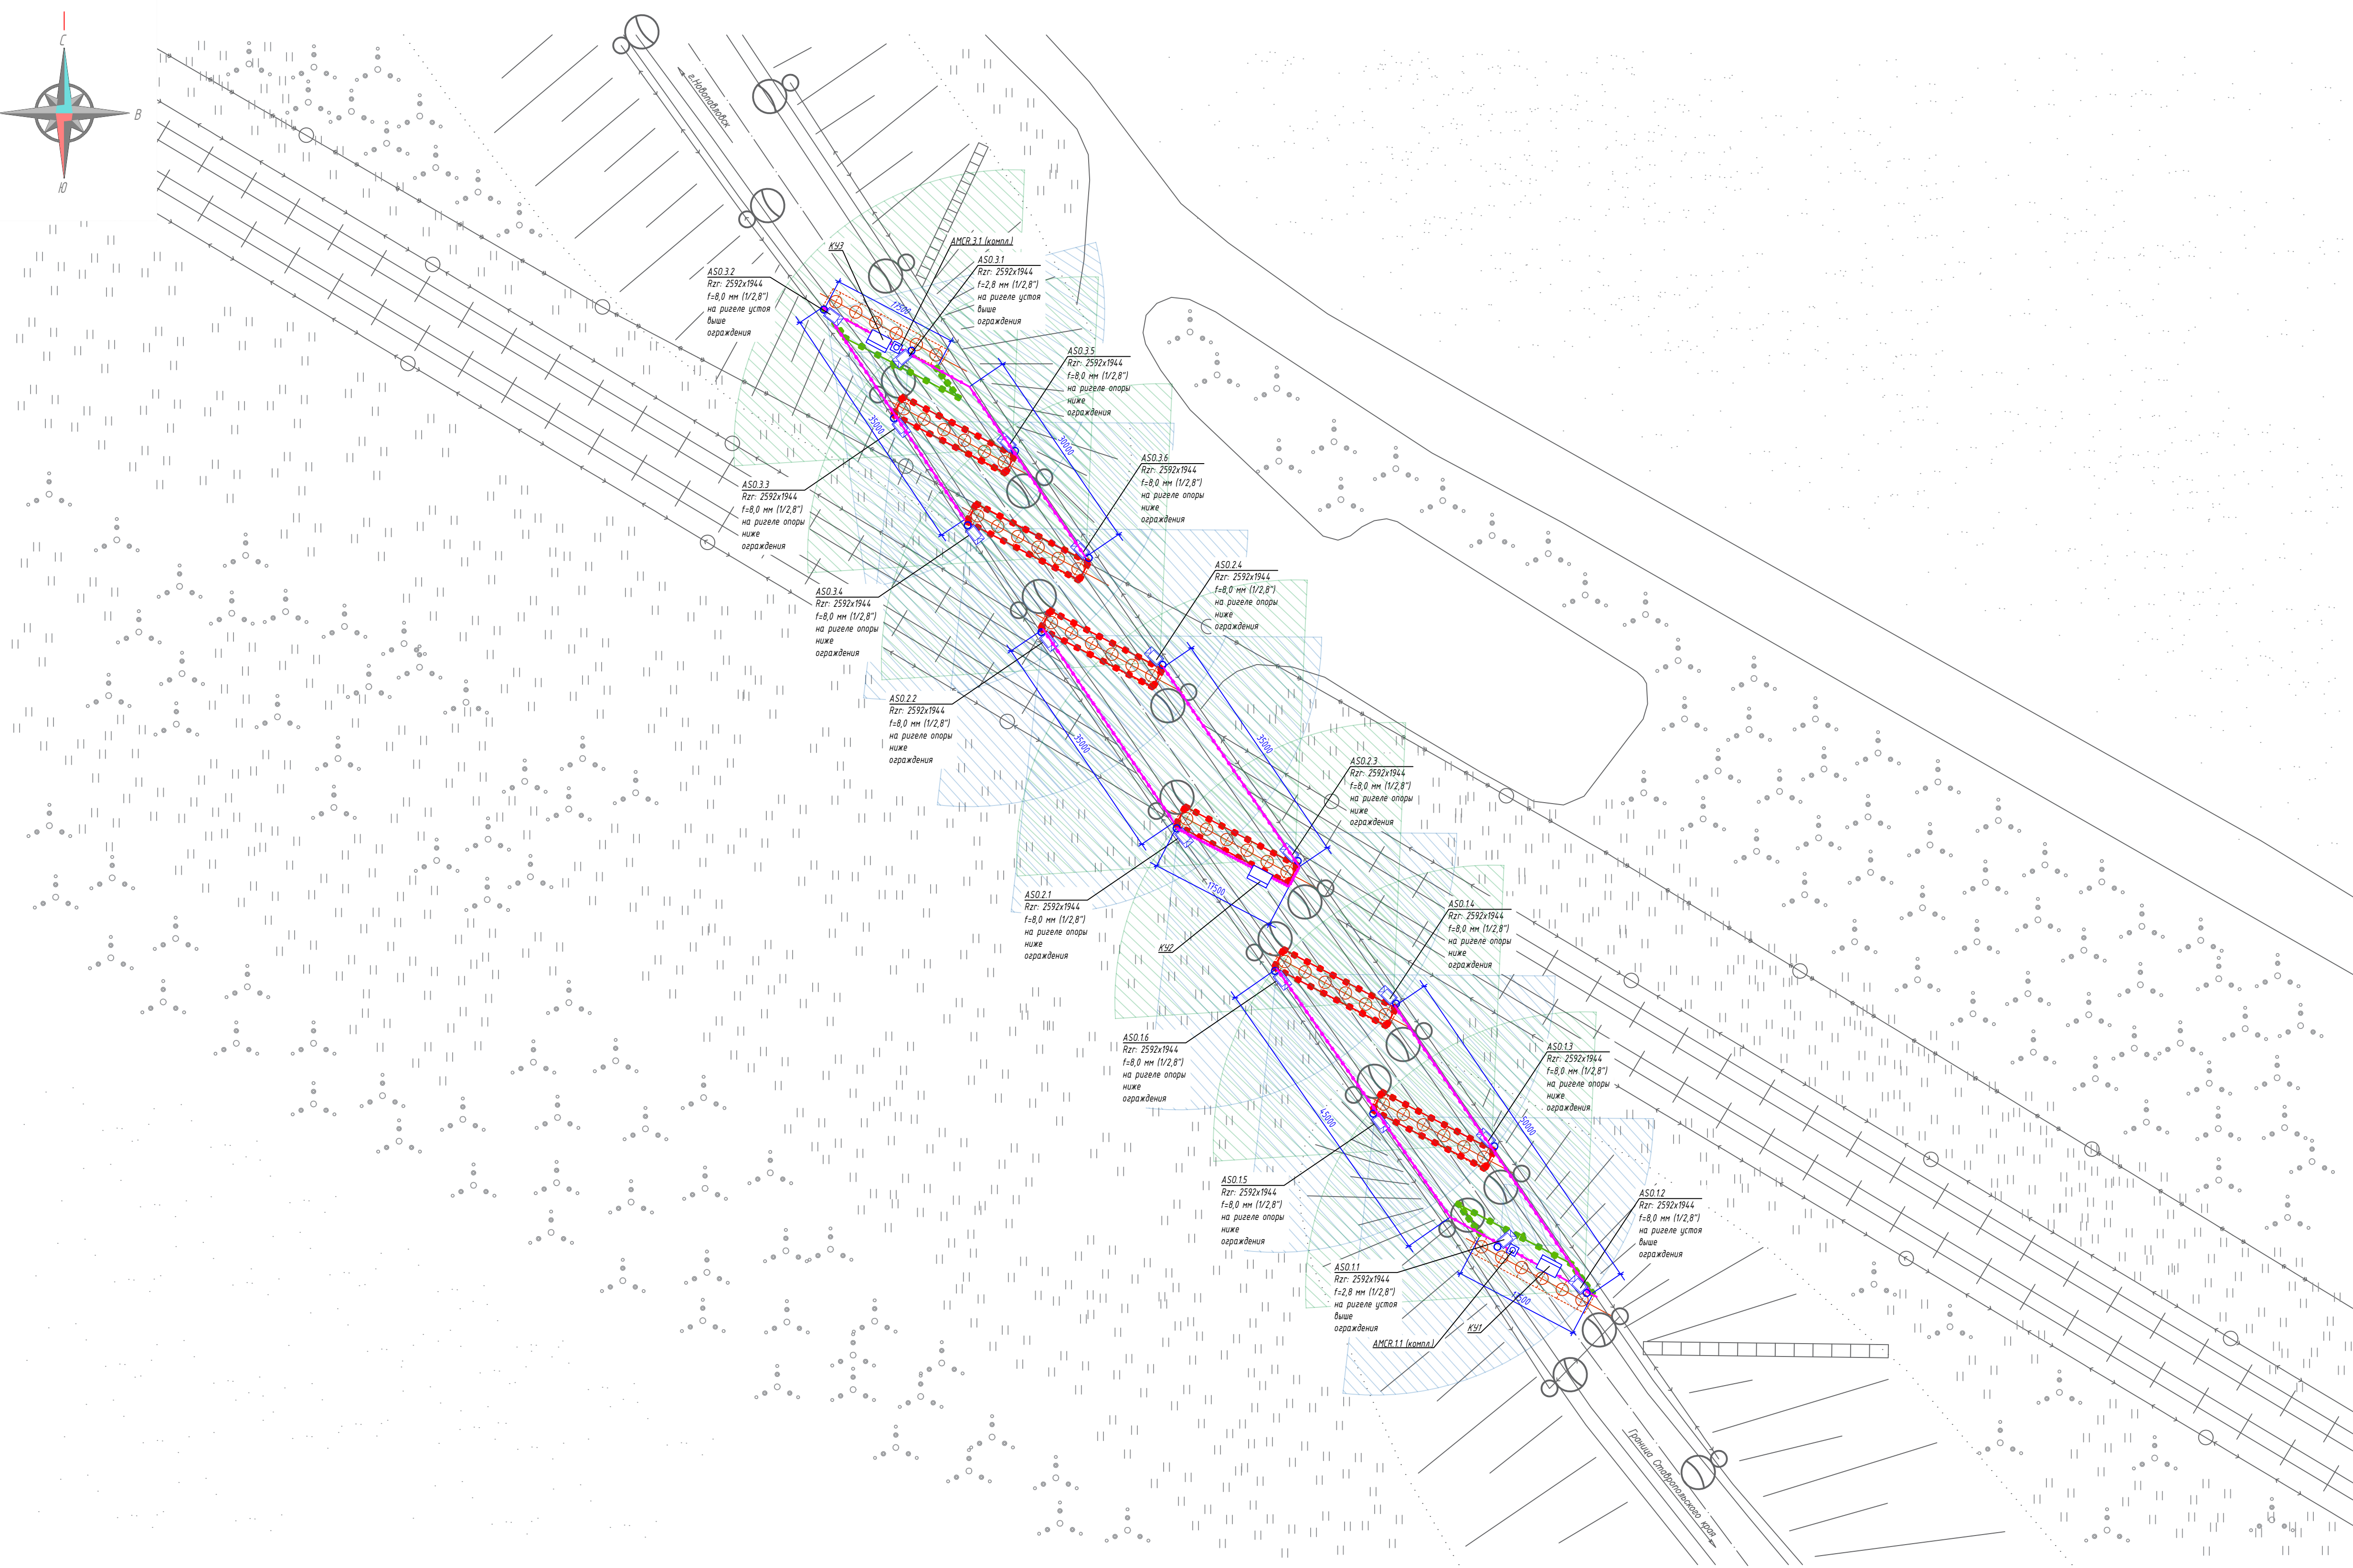 С
В
Ю
г.Новопавловск
КУ3
AMCR.3.1 (компл.)
ASO.3.1
Rzr: 2592x1944
f=2,8 мм (1/2,8")
на ригеле устоя
выше
ограждения
ASO.3.2
Rzr: 2592x1944
f=8,0 мм (1/2,8")
на ригеле устоя
выше
ограждения
17500
ASO.3.5
Rzr: 2592x1944
f=8,0 мм (1/2,8")
на ригеле опоры
ниже
ограждения
35000
30000
ASO.3.6
Rzr: 2592x1944
f=8,0 мм (1/2,8")
на ригеле опоры
ниже
ограждения
ASO.3.3
Rzr: 2592x1944
f=8,0 мм (1/2,8")
на ригеле опоры
ниже
ограждения
ASO.2.4
Rzr: 2592x1944
f=8,0 мм (1/2,8")
на ригеле опоры
ниже
ограждения
ASO.3.4
Rzr: 2592x1944
f=8,0 мм (1/2,8")
на ригеле опоры
ниже
ограждения
ASO.2.2
Rzr: 2592x1944
f=8,0 мм (1/2,8")
на ригеле опоры
ниже
ограждения
35000
35000
ASO.2.3
Rzr: 2592x1944
f=8,0 мм (1/2,8")
на ригеле опоры
ниже
ограждения
17500
ASO.2.1
Rzr: 2592x1944
f=8,0 мм (1/2,8")
на ригеле опоры
ниже
ограждения
КУ2
ASO.1.4
Rzr: 2592x1944
f=8,0 мм (1/2,8")
на ригеле опоры
ниже
ограждения
ASO.1.6
Rzr: 2592x1944
f=8,0 мм (1/2,8")
на ригеле опоры
ниже
ограждения
ASO.1.3
Rzr: 2592x1944
f=8,0 мм (1/2,8")
на ригеле опоры
ниже
ограждения
45000
50000
ASO.1.5
Rzr: 2592x1944
f=8,0 мм (1/2,8")
на ригеле опоры
ниже
ограждения
ASO.1.2
Rzr: 2592x1944
f=8,0 мм (1/2,8")
на ригеле устоя
выше
ограждения
ASO.1.1
Rzr: 2592x1944
f=2,8 мм (1/2,8")
на ригеле устоя
выше
ограждения
17500
КУ1
AMCR.1.1 (компл.)
Граница Ставропольского края